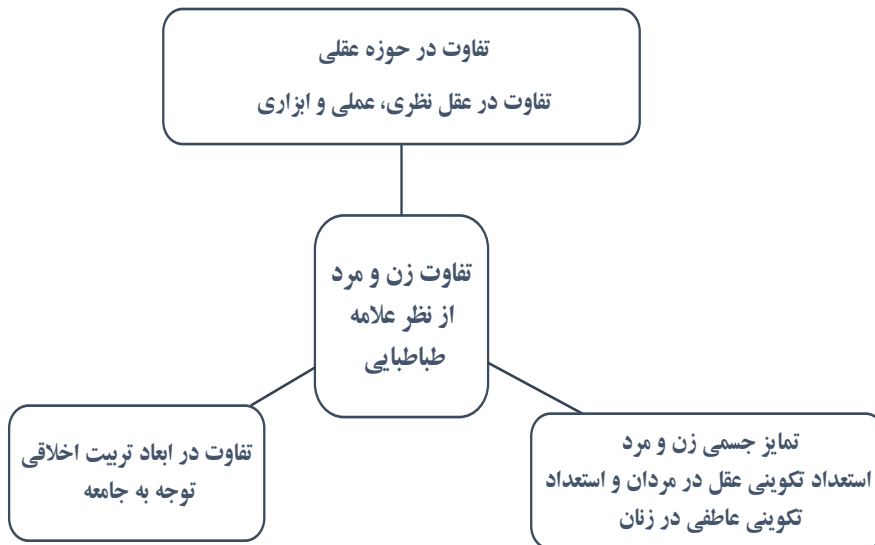 تفاوت در حوزه عقلی
تفاوت در عقل نظری، عملی و ابزاری
تفاوت زن و مرد
از نظر علامه
طباطبایی
تمایز جسمی زن و مرد
استعداد تکوینی عقل در مردان و استعداد
تکوینی عاطفی در زنان
تفاوت در ابعاد تربیت اخلاقی
توجه به جامعه